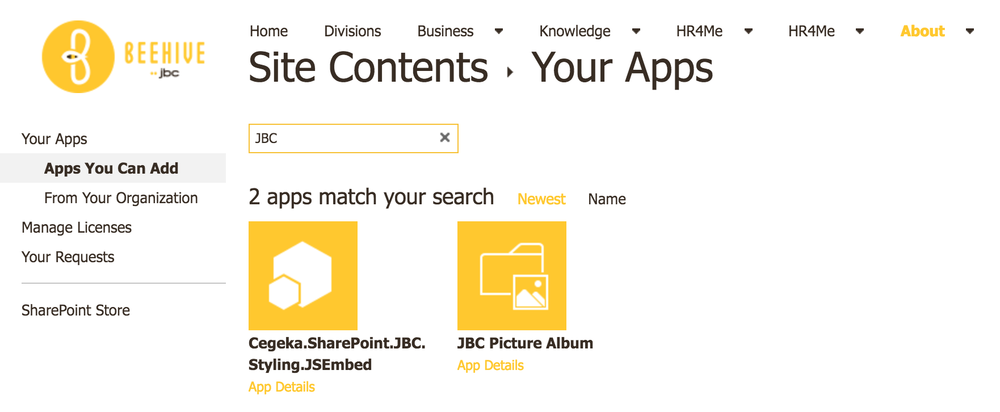 BEEHIVE
jbc
Home Divisions Business Knowledge HR4Me HR4Me About
Site Contents Your Apps
Your Apps
Apps You Can Add
From Your Organization
Manage Licenses
Your Requests
SharePoint Store
JBC
2 apps match your search Newest Name
Cegeka.SharePoint.JBC.
Styling.JSEmbed
App Details
JBC Picture Album
App Details